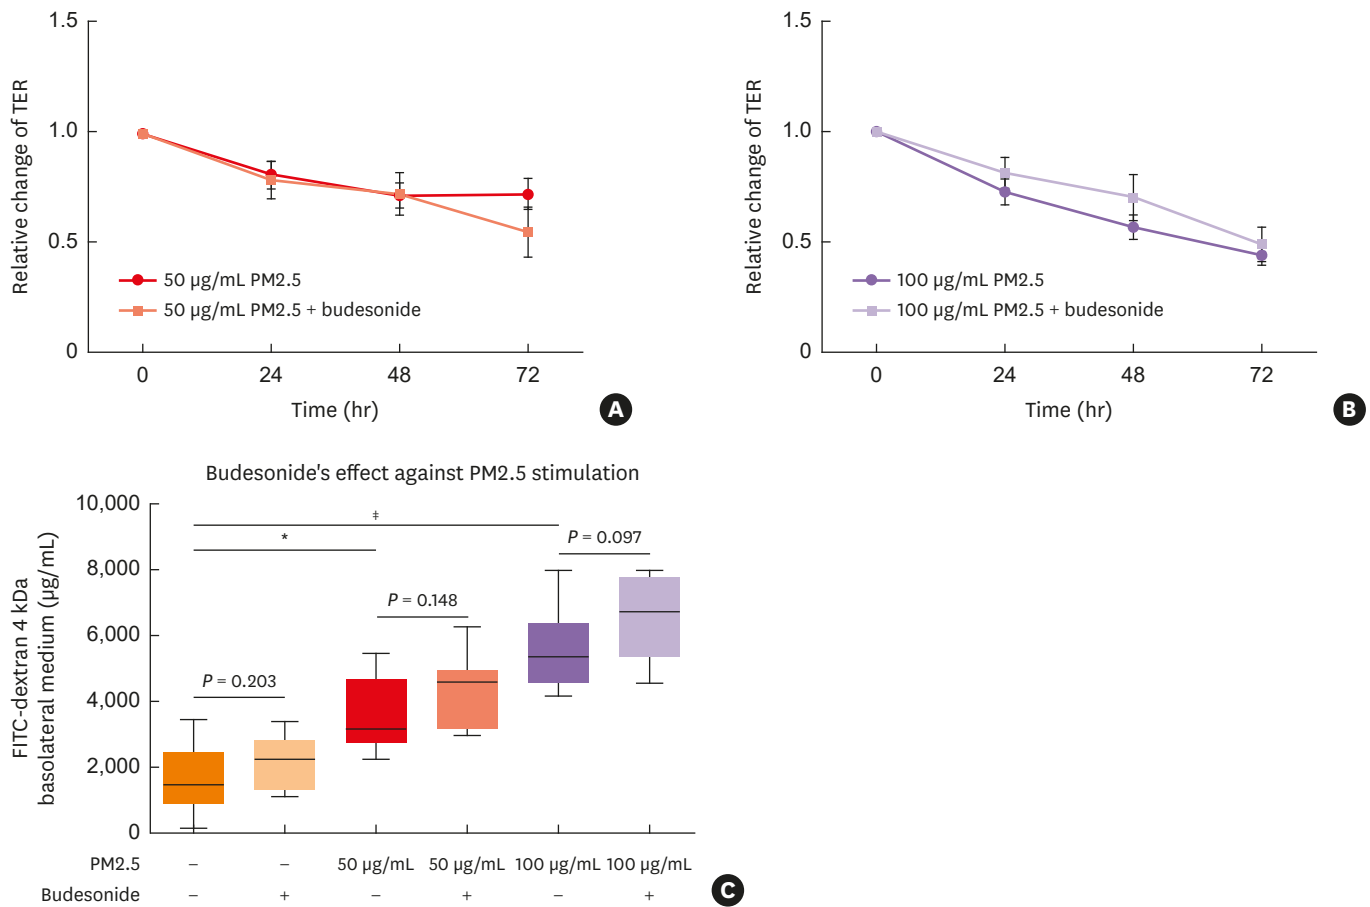 1.5
1.0
0.5
0
Relative change of TER
50 µg/mL PM2.5
50 µg/mL PM2.5 + budesonide
0 24 48 72
Time (hr)
A
1.5
1.0
0.5
0
Relative change of TER
100 µg/mL PM2.5
100 µg/mL PM2.5 + budesonide
0 24 48 72
Time (hr)
B
Budesonide's effect against PM2.5 stimulation
10,000
8,000
6,000
4,000
2,000
0
FITC-dextran 4 kDa
basolateral medium (µg/mL)
‡
*
P = 0.097
P = 0.148
P = 0.203
PM2.5 – – 50 µg/mL 50 µg/mL 100 µg/mL 100 µg/mL
Budesonide – + – + – +
C